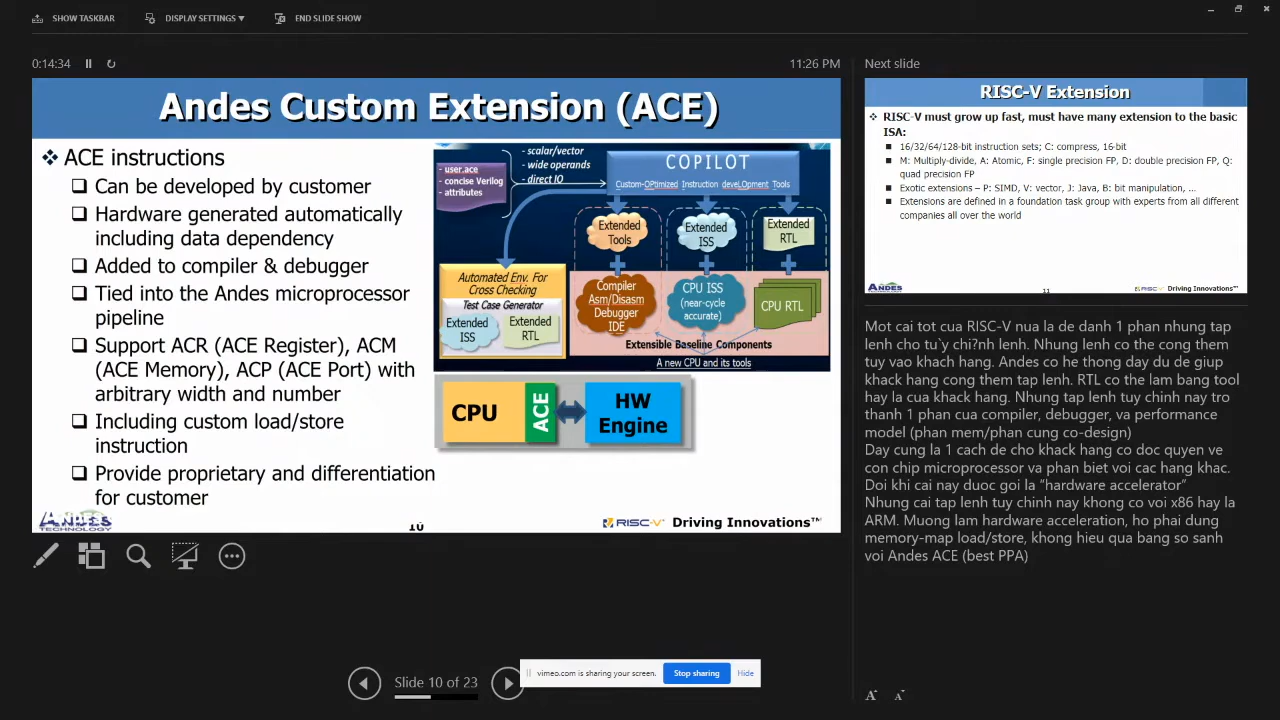 SHOW TASKBAR
DISPLAY SETTINGS ▼
END SLIDE SHOW
0:14:34
11:26 PM
Andes Custom Extension (ACE)
ACE instructions
Can be developed by customer
Hardware generated automatically
including data dependency
Added to compiler & debugger
Tied into the Andes microprocessor
pipeline
Support ACR (ACE Register), ACM
(ACE Memory), ACP (ACE Port) with
arbitrary width and number
Including custom load/store
instruction
Provide proprietary and differentiation
for customer
- user.ace
- concise Verilog
- attributes
- scalar/vector
- wide operands
- direct IO
COPILOT
Custom-OPtimized Instruction deveLOpment Tools
Extended
Tools
Extended
ISS
Extended
RTL
Automated Env. For
Cross Checking
Test Case Generator
Extended
ISS
Extended
RTL
Compiler
Asm/Disasm
Debugger
IDE
CPU ISS
(near-cycle
accurate)
CPU RTL
Extensible Baseline Components
A new CPU and its tools
CPU
ACE
HW
Engine
ANDES
TECHNOLOGY
10
RISC-V
Driving Innovations™
Slide 10 of 23
vimeo.com is sharing your screen.
Stop sharing
Hide
Next slide
RISC-V Extension
RISC-V must grow up fast, must have many extension to the basic
ISA:
16/32/64/128-bit instruction sets; C: compress, 16-bit
M: Multiply-divide, A: Atomic, F: single precision FP, D: double precision FP, Q:
quad precision FP
Exotic extensions – P: SIMD, V: vector, J: Java, B: bit manipulation, …
Extensions are defined in a foundation task group with experts from all different
companies all over the world
ANDES
11
RISC-V
Driving Innovations™
Mot cai tot cua RISC-V nua la de danh 1 phan nhung tap
lenh cho tu`y chi?nh lenh. Nhung lenh co the cong them
tuy vao khach hang. Andes co he thong day du de giup
khack hang cong them tap lenh. RTL co the lam bang tool
hay la cua khack hang. Nhung tap lenh tuy chinh nay tro
thanh 1 phan cua compiler, debugger, va performance
model (phan mem/phan cung co-design)
Day cung la 1 cach de cho khack hang co doc quyen ve
con chip microprocessor va phan biet voi cac hang khac.
Doi khi cai nay duoc goi la “hardware accelerator”
Nhung cai tap lenh tuy chinh nay khong co voi x86 hay la
ARM. Muong lam hardware acceleration, ho phai dung
memory-map load/store, khong hieu qua bang so sanh
voi Andes ACE (best PPA)
A
A